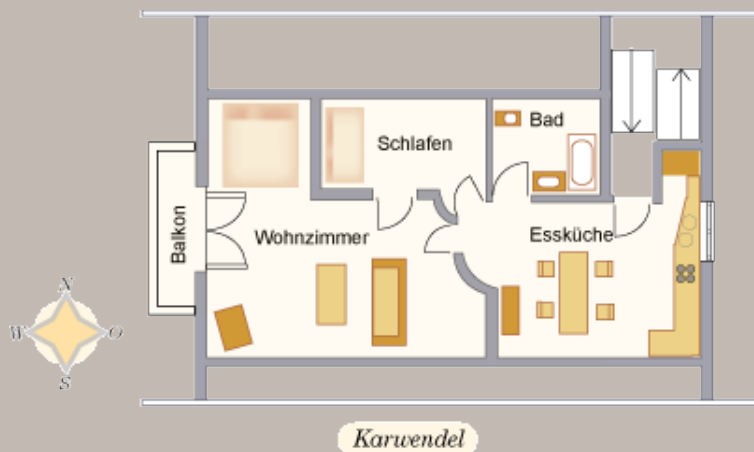 Bad
Schlafen
Balkon
Wohnzimmer
Essküche
N
W
O
S
Karwendel